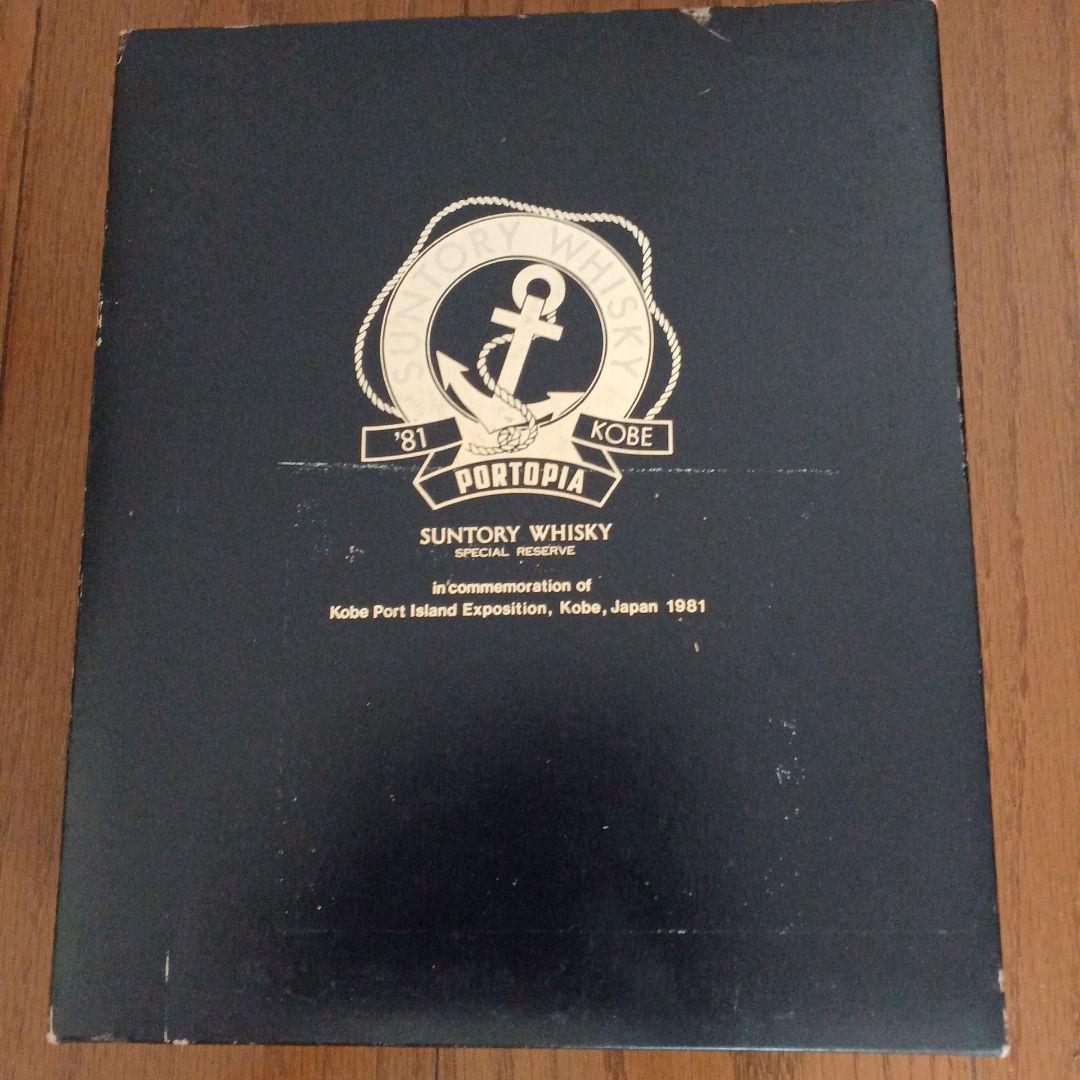 SUNTORY WHISKY
'81 KOBE
PORTOPIA
SUNTORY WHISKY
SPECIAL RESERVE
in commemoration of
Kobe Port Island Exposition, Kobe, Japan 1981